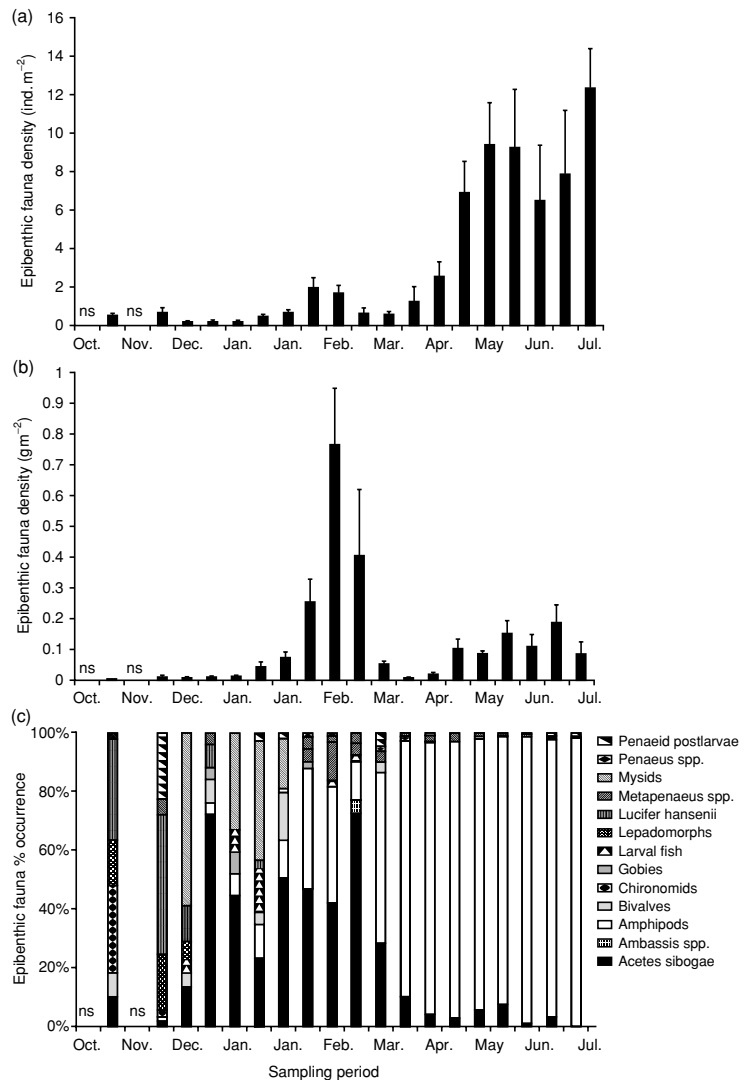 (a)
Epibenthic fauna density (ind.m⁻²)
16
14
12
10
8
6
4
2
0
ns
ns
Oct. Nov. Dec. Jan. Jan. Feb. Mar. Apr. May Jun. Jul.
(b)
Epibenthic fauna density (gm⁻²)
1
0.9
0.8
0.7
0.6
0.5
0.4
0.3
0.2
0.1
0
ns
ns
Oct. Nov. Dec. Jan. Jan. Feb. Mar. Apr. May Jun. Jul.
(c)
Epibenthic fauna % occurrence
100%
80%
60%
40%
20%
0%
ns
ns
Oct. Nov. Dec. Jan. Jan. Feb. Mar. Apr. May Jun. Jul.
Sampling period
Penaeid postlarvae
Penaeus spp.
Mysids
Metapenaeus spp.
Lucifer hansenii
Lepadomorphs
Larval fish
Gobies
Chironomids
Bivalves
Amphipods
Ambassis spp.
Acetes sibogae